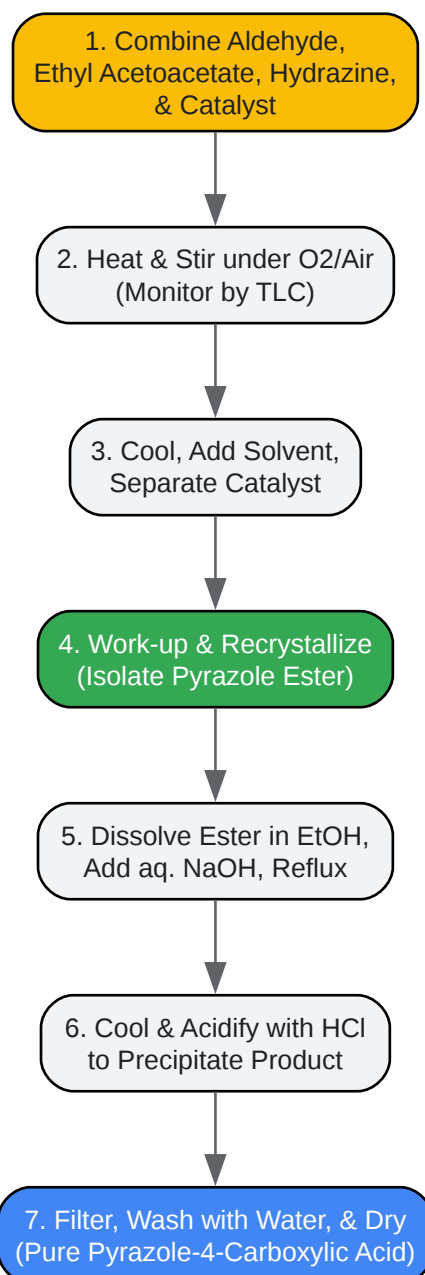 1. Combine Aldehyde,
Ethyl Acetoacetate, Hydrazine,
& Catalyst
2. Heat & Stir under O2/Air
(Monitor by TLC)
3. Cool, Add Solvent,
Separate Catalyst
4. Work-up & Recrystallize
(Isolate Pyrazole Ester)
5. Dissolve Ester in EtOH,
Add aq. NaOH, Reflux
6. Cool & Acidify with HCl
to Precipitate Product
7. Filter, Wash with Water, & Dry
(Pure Pyrazole-4-Carboxylic Acid)